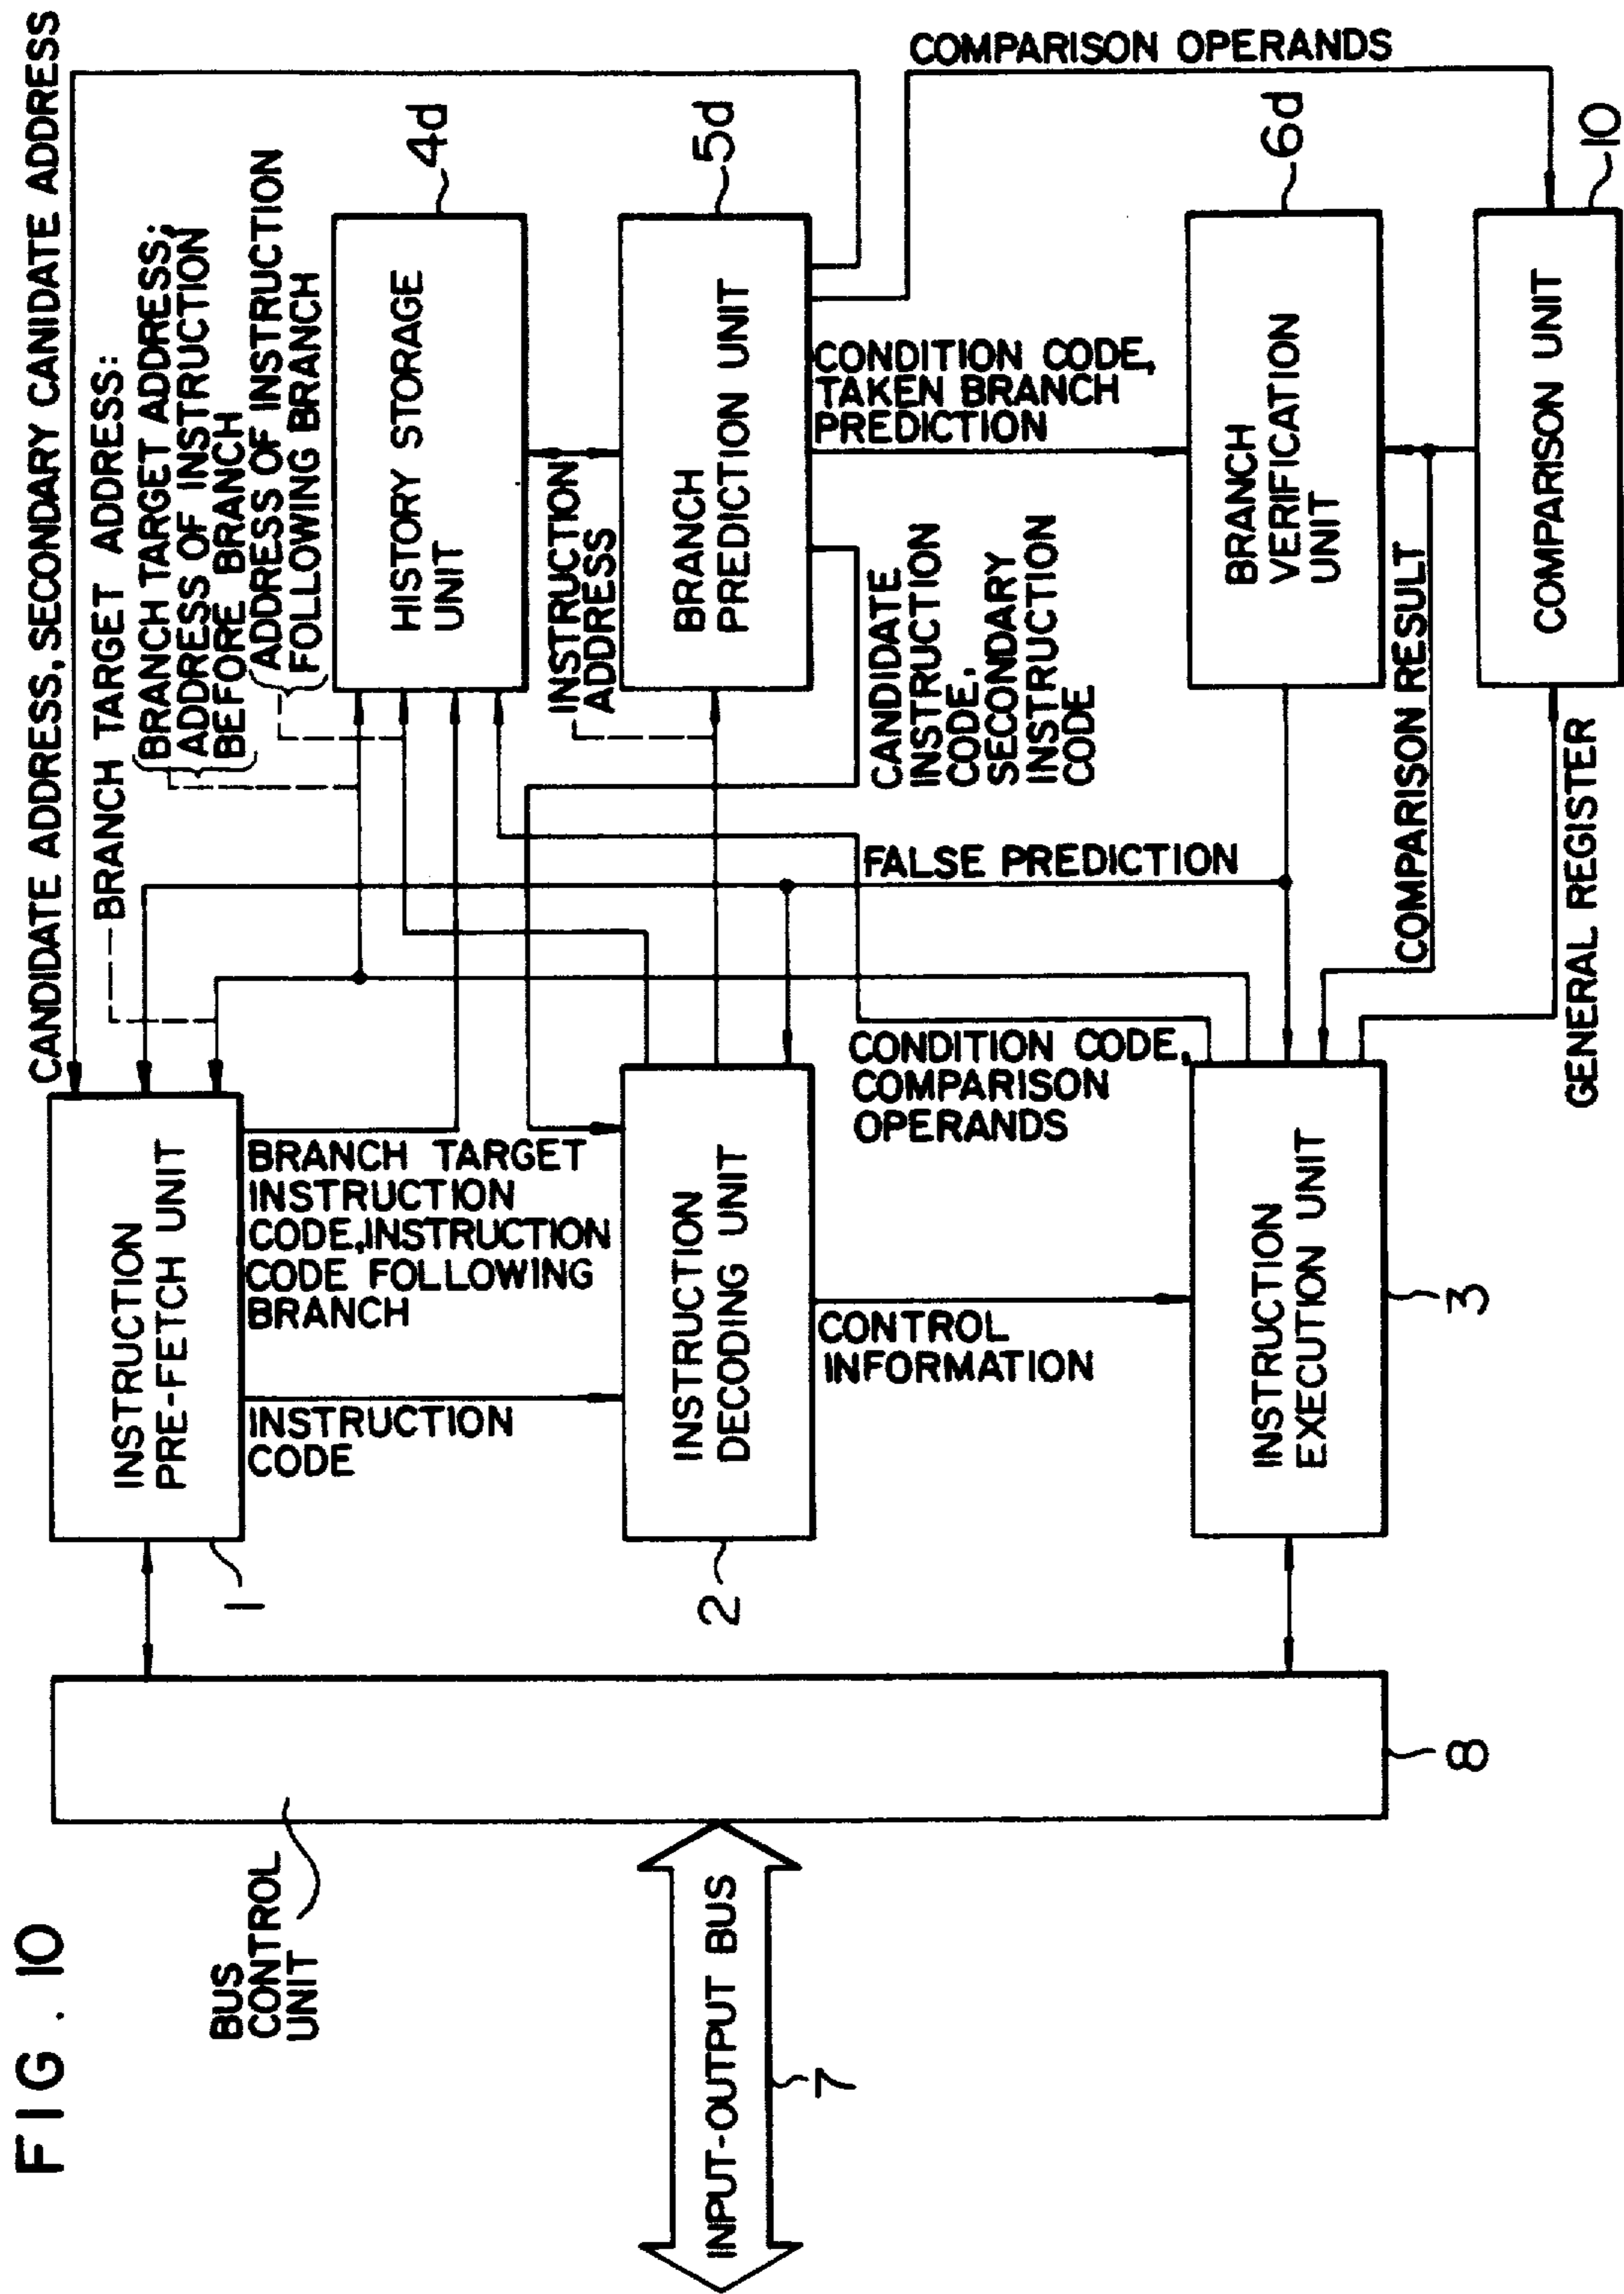 FIG. 10
CANDIDATE ADDRESS, SECONDARY CANIDATE ADDRESS
BRANCH TARGET ADDRESS:
BRANCH TARGET ADDRESS;
ADDRESS OF INSTRUCTION
BEFORE BRANCH
ADDRESS OF INSTRUCTION
FOLLOWING BRANCH
BUS
CONTROL
UNIT
INPUT-OUTPUT BUS
7
8
INSTRUCTION
PRE-FETCH UNIT
1
BRANCH TARGET
INSTRUCTION
CODE, INSTRUCTION
CODE FOLLOWING
BRANCH
INSTRUCTION
CODE
HISTORY STORAGE
UNIT
4d
INSTRUCTION
ADDRESS
INSTRUCTION
DECODING UNIT
2
BRANCH
PREDICTION UNIT
5d
COMPARISON OPERANDS
CONDITION CODE,
TAKEN BRANCH
PREDICTION
CANDIDATE
INSTRUCTION
CODE,
SECONDARY
INSTRUCTION
CODE
FALSE PREDICTION
CONDITION CODE,
COMPARISON
OPERANDS
CONTROL
INFORMATION
INSTRUCTION
EXECUTION UNIT
3
BRANCH
VERIFICATION
UNIT
6d
COMPARISON RESULT
COMPARISON UNIT
10
GENERAL REGISTER